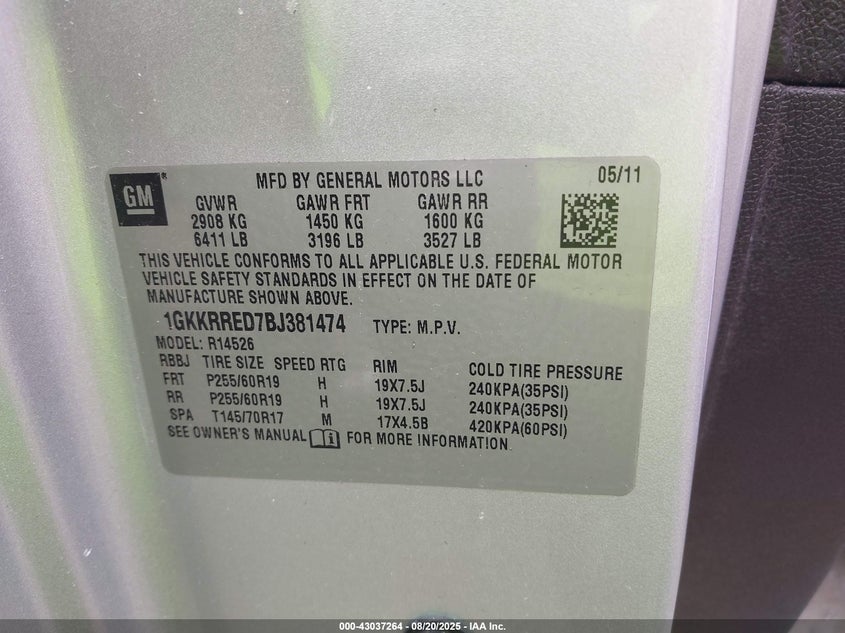 GM
MFD BY GENERAL MOTORS LLC 05/11
GVWR GAWR FRT GAWR RR
2908 KG 1450 KG 1600 KG
6411 LB 3196 LB 3527 LB
THIS VEHICLE CONFORMS TO ALL APPLICABLE U.S. FEDERAL MOTOR
VEHICLE SAFETY STANDARDS IN EFFECT ON THE DATE OF
MANUFACTURE SHOWN ABOVE.
1GKKRRED7BJ381474 TYPE: M.P.V.
MODEL: R14526
RBBJ TIRE SIZE SPEED RTG RIM COLD TIRE PRESSURE
FRT P255/60R19 H 19X7.5J 240KPA(35PSI)
RR P255/60R19 H 19X7.5J 240KPA(35PSI)
SPA T145/70R17 M 17X4.5B 420KPA(60PSI)
SEE OWNER'S MANUAL FOR MORE INFORMATION
000-43037264 - 08/20/2025 - IAA Inc.